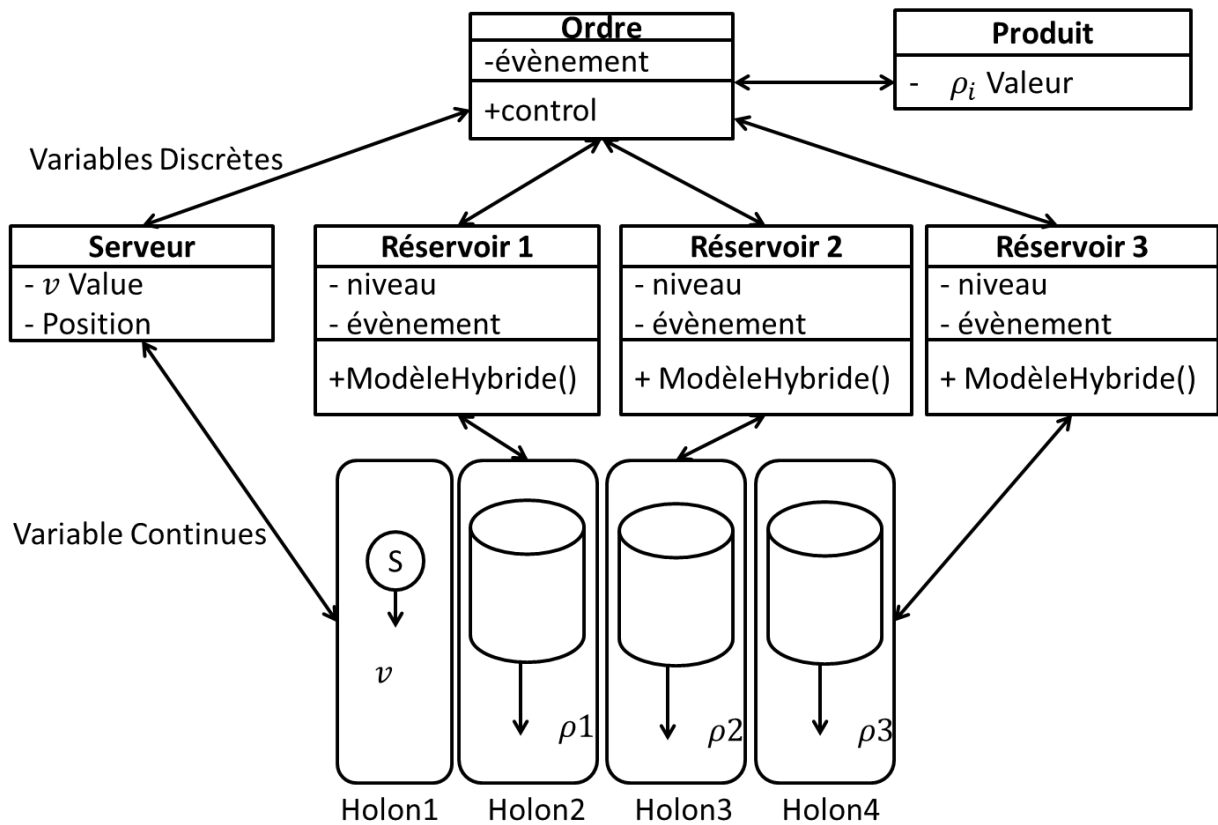 Ordre
-évènement
+control
Produit
- ρᵢ Valeur
Variables Discrètes
Serveur
- v Value
- Position
Réservoir 1
- niveau
- évènement
+ModèleHybride()
Réservoir 2
- niveau
- évènement
+ ModèleHybride()
Réservoir 3
- niveau
- évènement
+ ModèleHybride()
Variable Continues
S
v
ρ1
ρ2
ρ3
Holon1
Holon2
Holon3
Holon4